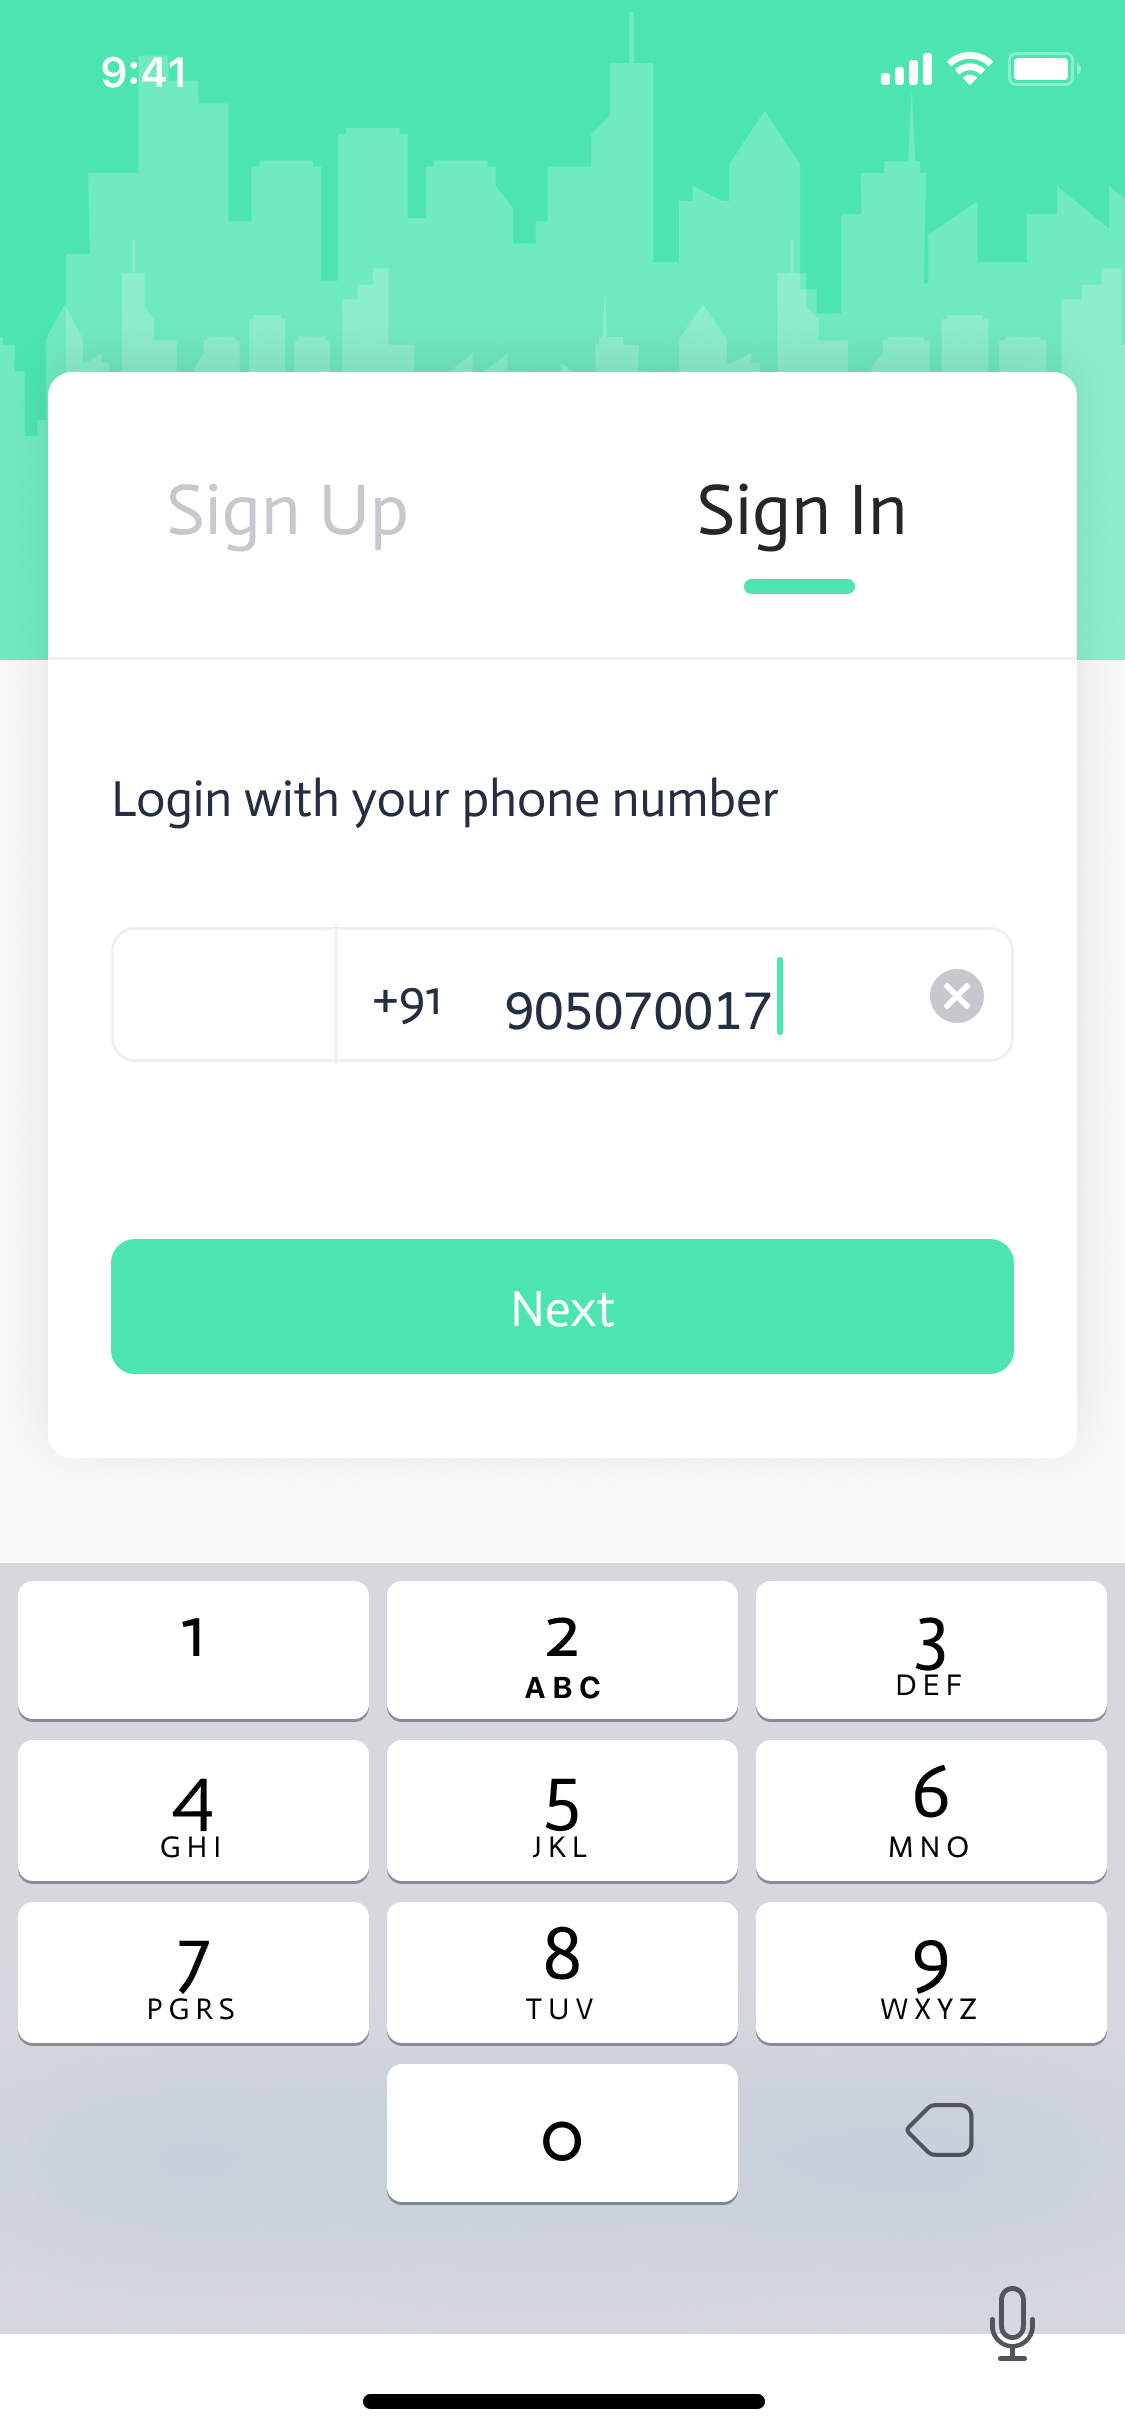 9:41
Sign Up Sign In
Login with your phone number
+91 905070017
Next
1 2 3
ABC DEF
4 5 6
GHI JKL MNO
7 8 9
PGRS TUV WXYZ
0